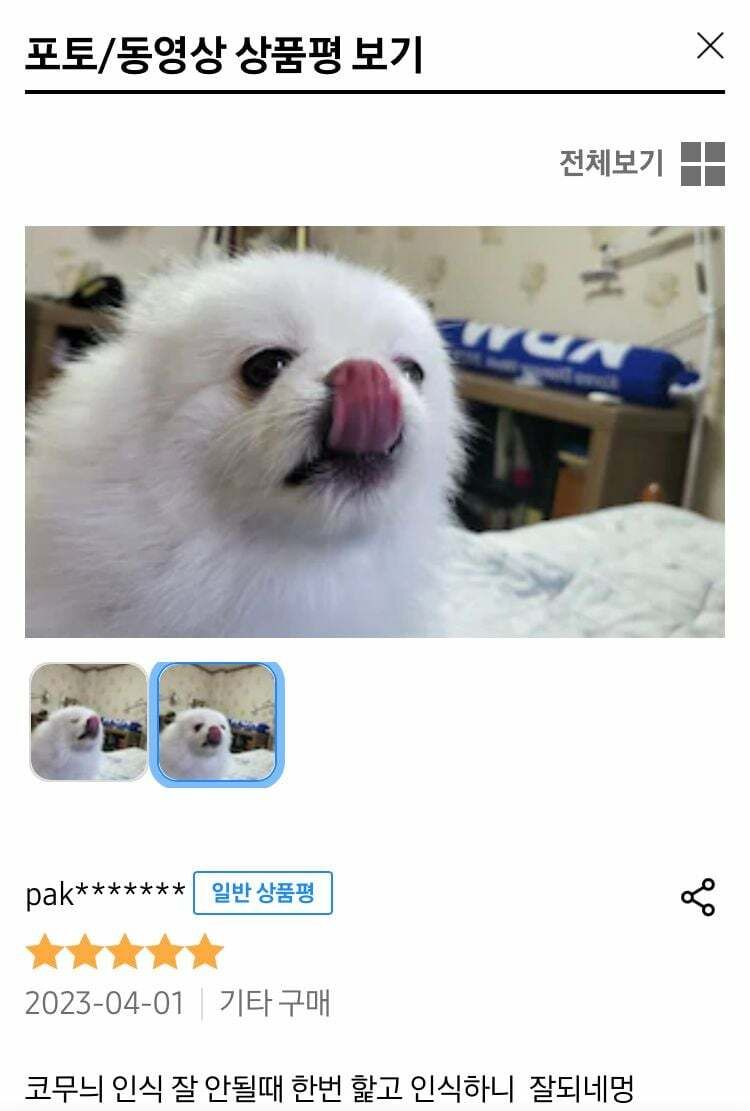 포토/동영상 상품평 보기
전체보기
pak******* 일반 상품평
2023-04-01 기타 구매
코무늬 인식 잘 안될때 한번 핥고 인식하니 잘되네멍